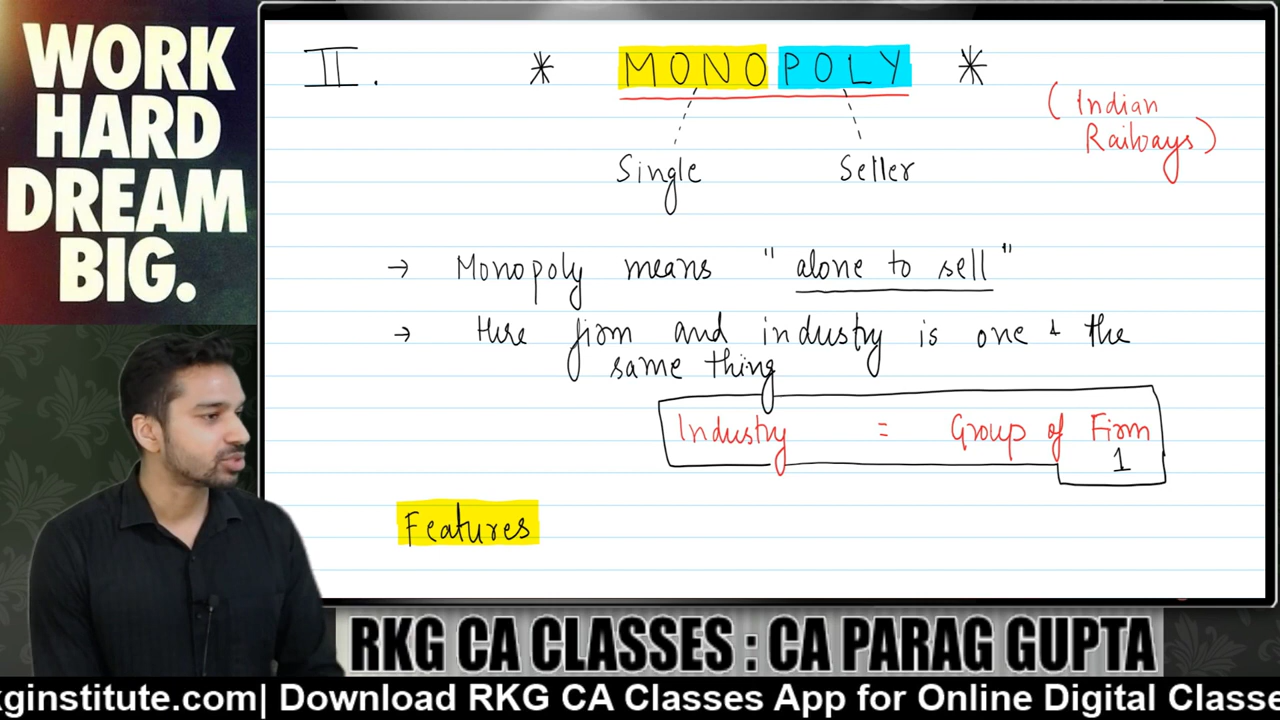 WORK
HARD
DREAM
BIG.
II. * MONOPOLY *
(Indian
Railways)
Single Seller
→ Monopoly means "alone to sell"
→ Here firm and industry is one & the
same thing
Industry = Group of Firm
1
Features
RKG CA CLASSES : CA PARAG GUPTA
kginstitute.com| Download RKG CA Classes App for Online Digital Classe